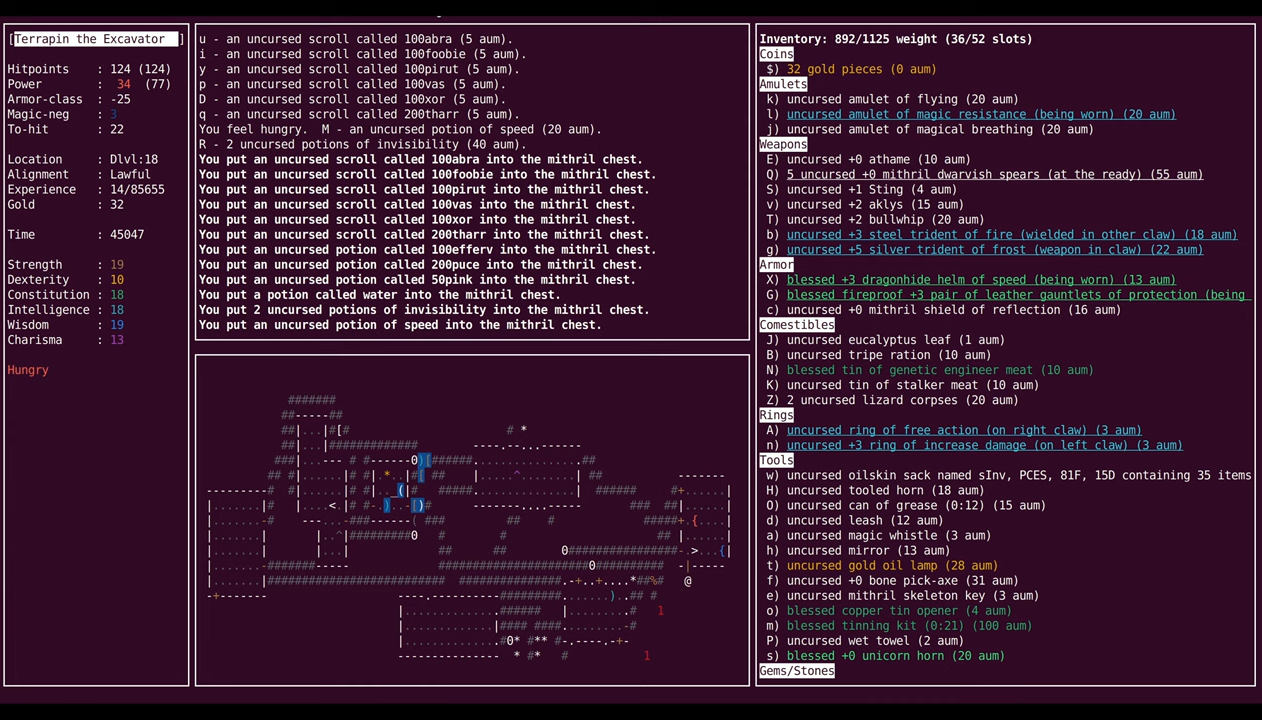 [Terrapin the Excavator  ]
Hitpoints    : 124 (124)
Power        :  34  (77)
Armor-class  : -25
Magic-neg    : 3
To-hit       : 22
Location     : Dlvl:18
Alignment    : Lawful
Experience   : 14/85655
Gold         : 32
Time         : 45047
Strength     : 19
Dexterity    : 10
Constitution : 18
Intelligence : 18
Wisdom       : 19
Charisma     : 13
Hungry
u - an uncursed scroll called 100abra (5 aum).
i - an uncursed scroll called 100foobie (5 aum).
y - an uncursed scroll called 100pirut (5 aum).
p - an uncursed scroll called 100vas (5 aum).
D - an uncursed scroll called 100xor (5 aum).
q - an uncursed scroll called 200tharr (5 aum).
You feel hungry.  M - an uncursed potion of speed (20 aum).
R - 2 uncursed potions of invisibility (40 aum).
You put an uncursed scroll called 100abra into the mithril chest.
You put an uncursed scroll called 100foobie into the mithril chest.
You put an uncursed scroll called 100pirut into the mithril chest.
You put an uncursed scroll called 100vas into the mithril chest.
You put an uncursed scroll called 100xor into the mithril chest.
You put an uncursed scroll called 200tharr into the mithril chest.
You put an uncursed potion called 100efferv into the mithril chest.
You put an uncursed potion called 200puce into the mithril chest.
You put an uncursed potion called 50pink into the mithril chest.
You put a potion called water into the mithril chest.
You put 2 uncursed potions of invisibility into the mithril chest.
You put an uncursed potion of speed into the mithril chest.
Inventory: 892/1125 weight (36/52 slots)
Coins
$) 32 gold pieces (0 aum)
Amulets
k) uncursed amulet of flying (20 aum)
l) uncursed amulet of magic resistance (being worn) (20 aum)
j) uncursed amulet of magical breathing (20 aum)
Weapons
E) uncursed +0 athame (10 aum)
Q) 5 uncursed +0 mithril dwarvish spears (at the ready) (55 aum)
S) uncursed +1 Sting (4 aum)
v) uncursed +2 aklys (15 aum)
T) uncursed +2 bullwhip (20 aum)
b) uncursed +3 steel trident of fire (wielded in other claw) (18 aum)
g) uncursed +5 silver trident of frost (weapon in claw) (22 aum)
Armor
X) blessed +3 dragonhide helm of speed (being worn) (13 aum)
G) blessed fireproof +3 pair of leather gauntlets of protection (being
c) uncursed +0 mithril shield of reflection (16 aum)
Comestibles
J) uncursed eucalyptus leaf (1 aum)
B) uncursed tripe ration (10 aum)
N) blessed tin of genetic engineer meat (10 aum)
K) uncursed tin of stalker meat (10 aum)
Z) 2 uncursed lizard corpses (20 aum)
Rings
A) uncursed ring of free action (on right claw) (3 aum)
n) uncursed +3 ring of increase damage (on left claw) (3 aum)
Tools
w) uncursed oilskin sack named sInv, PCES, 81F, 15D containing 35 items
H) uncursed tooled horn (18 aum)
O) uncursed can of grease (0:12) (15 aum)
d) uncursed leash (12 aum)
a) uncursed magic whistle (3 aum)
h) uncursed mirror (13 aum)
t) uncursed gold oil lamp (28 aum)
f) uncursed +0 bone pick-axe (31 aum)
e) uncursed mithril skeleton key (3 aum)
o) blessed copper tin opener (4 aum)
m) blessed tinning kit (0:21) (100 aum)
P) uncursed wet towel (2 aum)
s) blessed +0 unicorn horn (20 aum)
Gems/Stones